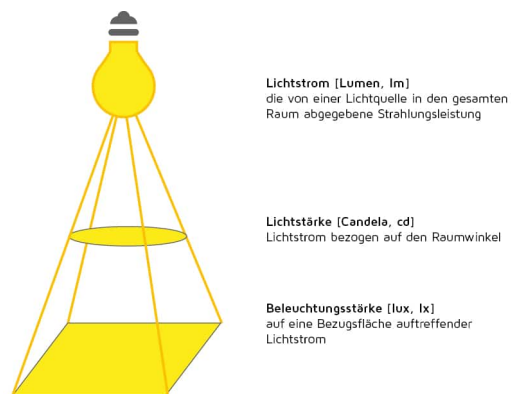 Lichtstrom [Lumen, lm]
die von einer Lichtquelle in den gesamten
Raum abgegebene Strahlungsleistung
Lichtstärke [Candela, cd]
Lichtstrom bezogen auf den Raumwinkel
Beleuchtungsstärke [lux, lx]
auf eine Bezugsfläche auftreffender
Lichtstrom